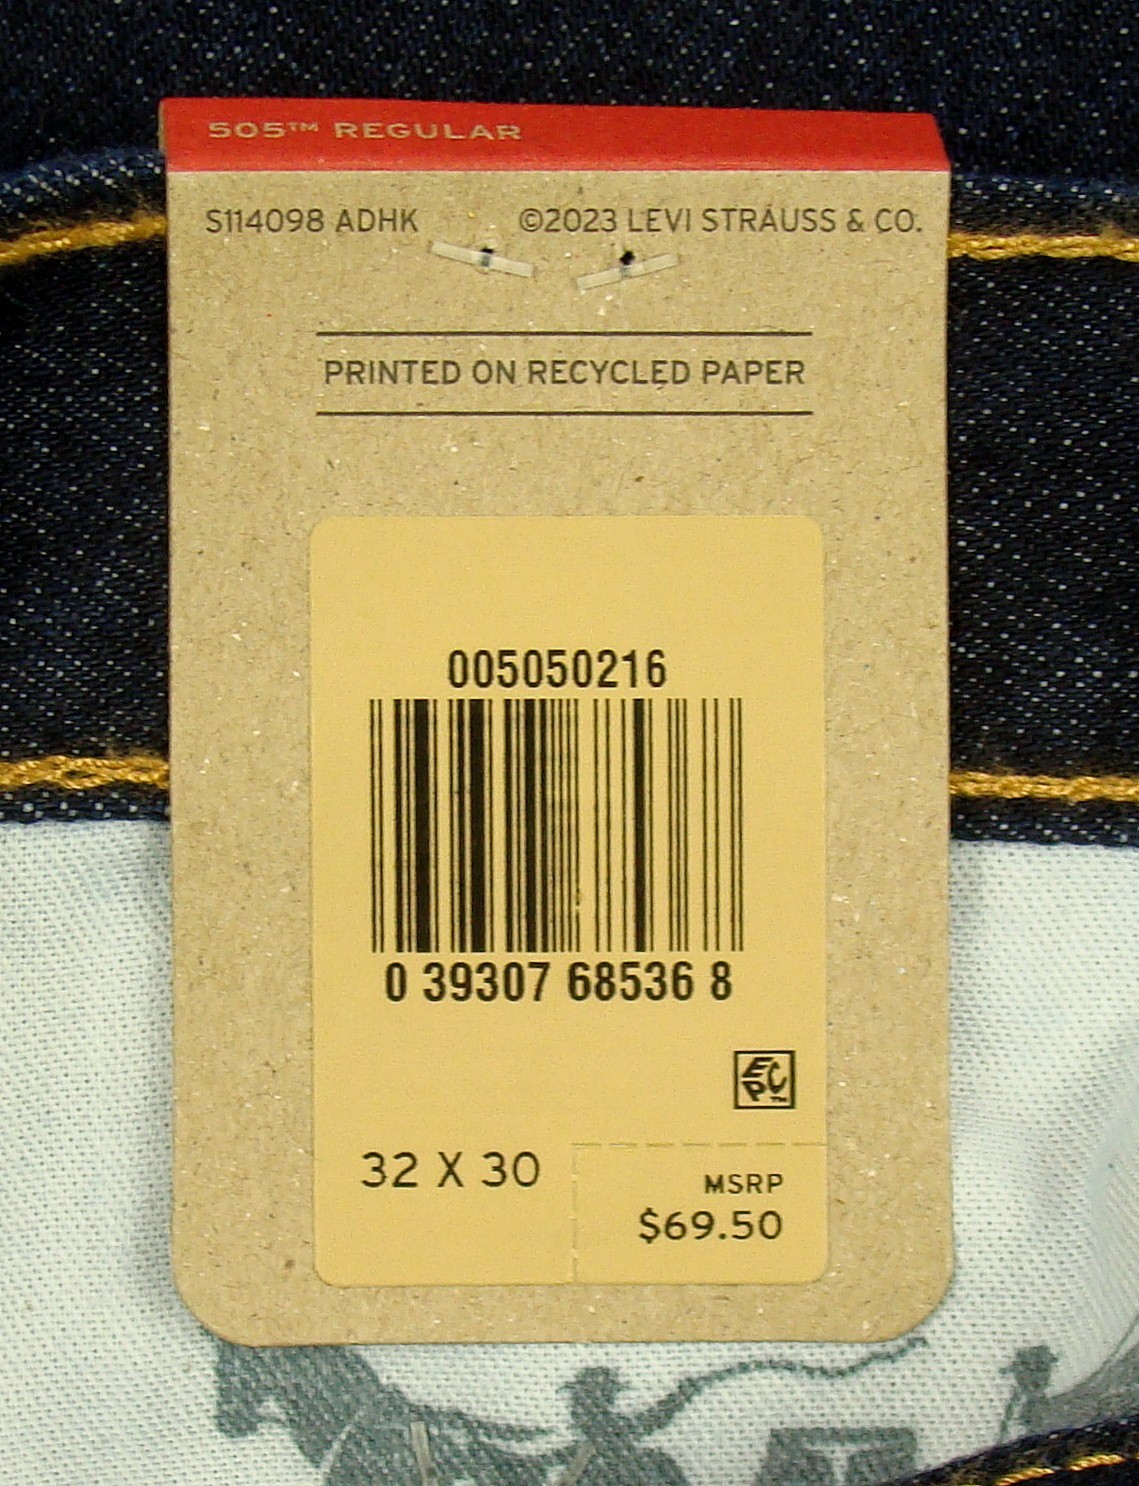 505™ REGULAR
S114098 ADHK ©2023 LEVI STRAUSS & CO.
PRINTED ON RECYCLED PAPER
005050216
0 39307 68536 8
EPC™
32 X 30
MSRP
$69.50